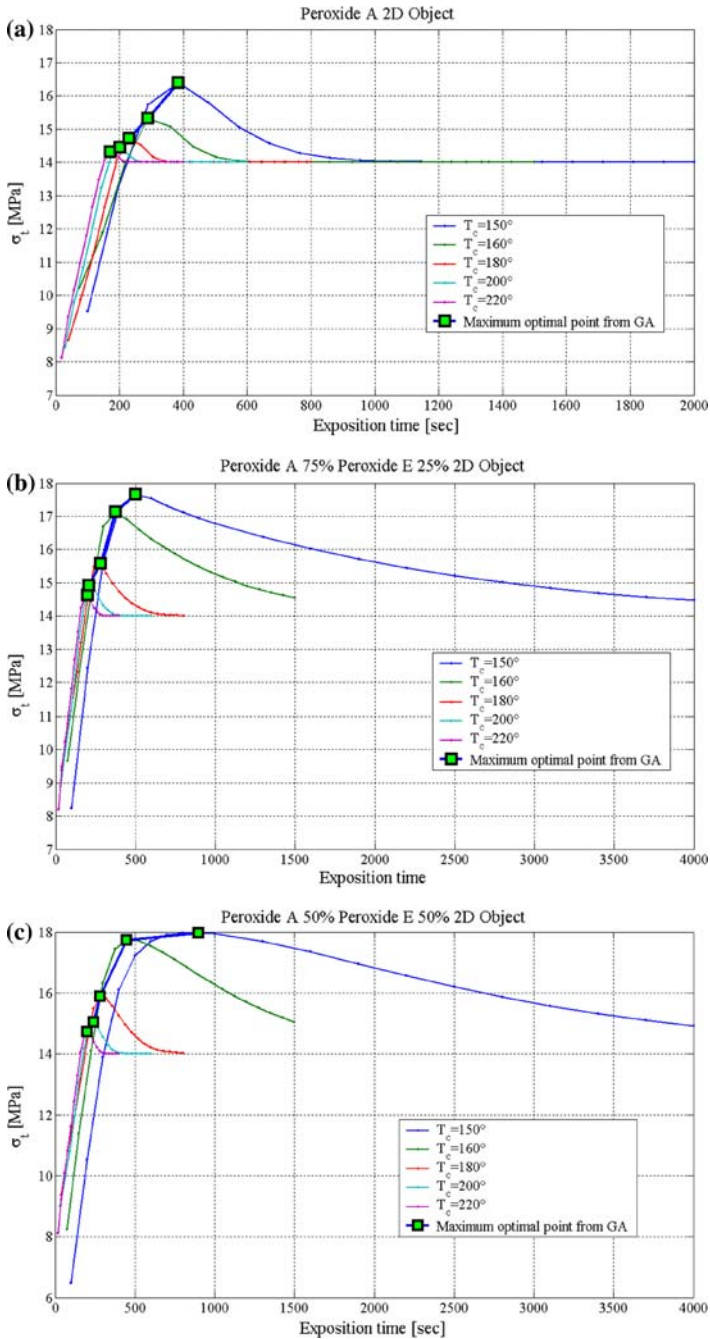 Peroxide A 2D Object
(a)
18
17
16
15
14
13
12
11
10
9
8
7
σt [MPa]
Tc=150°
Tc=160°
Tc=180°
Tc=200°
Tc=220°
Maximum optimal point from GA
0 200 400 600 800 1000 1200 1400 1600 1800 2000
Exposition time [sec]
Peroxide A 75% Peroxide E 25% 2D Object
(b)
18
17
16
15
14
13
12
11
10
9
8
7
σt [MPa]
Tc=150°
Tc=160°
Tc=180°
Tc=200°
Tc=220°
Maximum optimal point from GA
0 500 1000 1500 2000 2500 3000 3500 4000
Exposition time
Peroxide A 50% Peroxide E 50% 2D Object
(c)
18
16
14
12
10
8
6
σt [MPa]
Tc=150°
Tc=160°
Tc=180°
Tc=200°
Tc=220°
Maximum optimal point from GA
0 500 1000 1500 2000 2500 3000 3500 4000
Exposition time [sec]